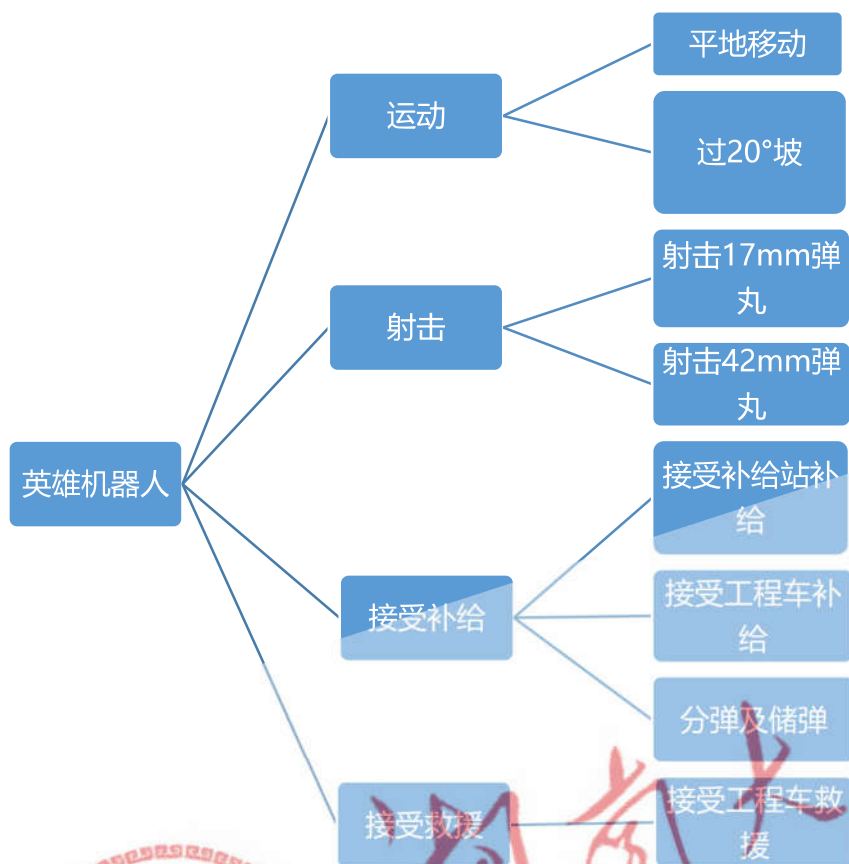 平地移动
运动
过20°坡
射击17mm弹
丸
射击
射击42mm弹
丸
英雄机器人
接受补给站补
给
接受补给
接受工程车补
给
分弹及储弹
接受救援
接受工程车救
援